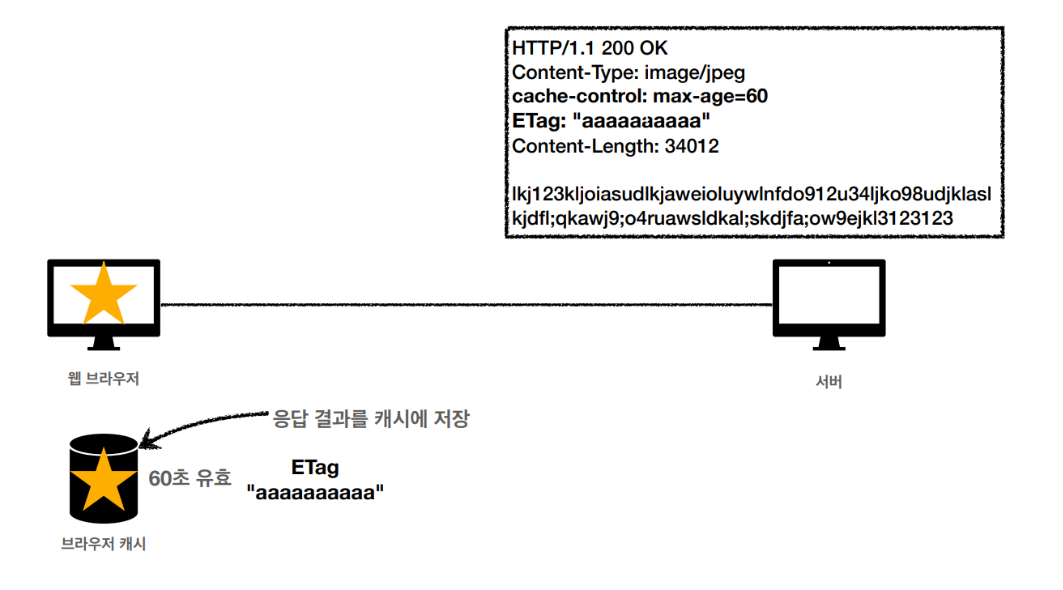 HTTP/1.1 200 OK
Content-Type: image/jpeg
cache-control: max-age=60
ETag: "aaaaaaaaaa"
Content-Length: 34012
lkj123kljoiasudlkjaweioluywlnfdo912u34ljko98udjklasl
kjdfl;qkawj9;o4ruawsldkal;skdjfa;ow9ejkl3123123
웹 브라우저
서버
응답 결과를 캐시에 저장
60초 유효
ETag
"aaaaaaaaaa"
브라우저 캐시